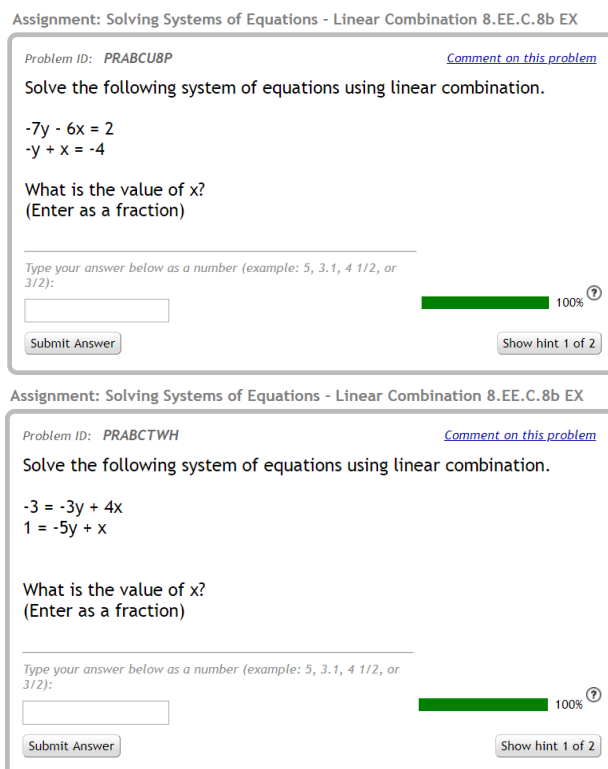 Assignment: Solving Systems of Equations - Linear Combination 8.EE.C.8b EX
Problem ID: PRABCU8P Comment on this problem
Solve the following system of equations using linear combination.
-7y - 6x = 2
-y + x = -4
What is the value of x?
(Enter as a fraction)
Type your answer below as a number (example: 5, 3.1, 4 1/2, or
3/2):
100% ?
Submit Answer Show hint 1 of 2
Assignment: Solving Systems of Equations - Linear Combination 8.EE.C.8b EX
Problem ID: PRABCTWH Comment on this problem
Solve the following system of equations using linear combination.
-3 = -3y + 4x
1 = -5y + x
What is the value of x?
(Enter as a fraction)
Type your answer below as a number (example: 5, 3.1, 4 1/2, or
3/2):
100% ?
Submit Answer Show hint 1 of 2